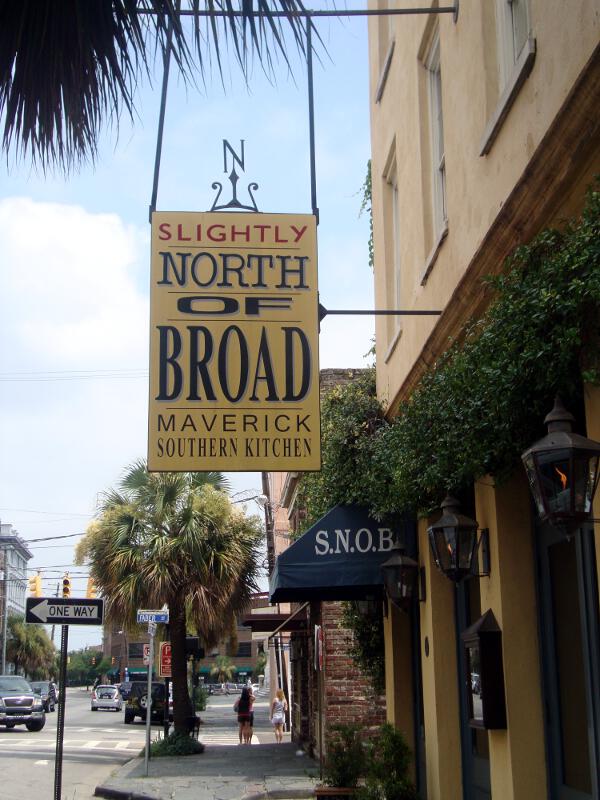 N
SLIGHTLY
NORTH
OF
BROAD
MAVERICK
SOUTHERN KITCHEN
S.N.O.B
ONE WAY
P